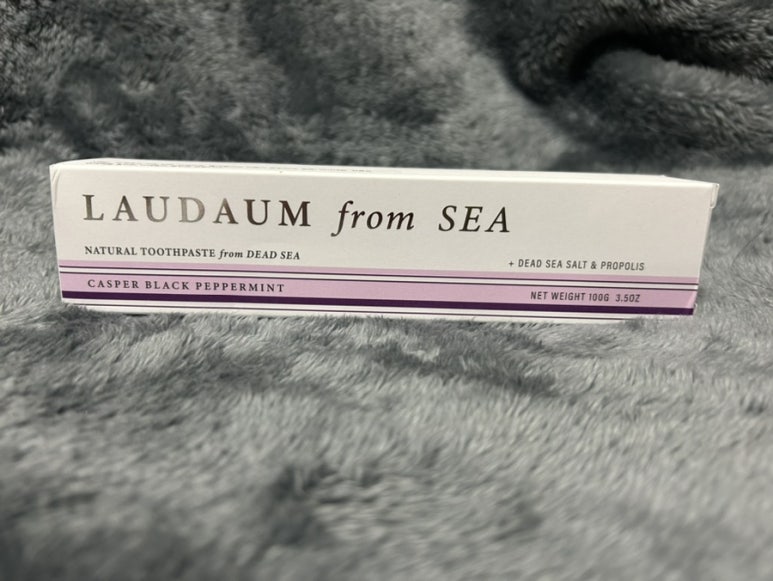 LAUDAUM from SEA
NATURAL TOOTHPASTE from DEAD SEA
+ DEAD SEA SALT & PROPOLIS
CASPER BLACK PEPPERMINT
NET WEIGHT 100G 3.5OZ